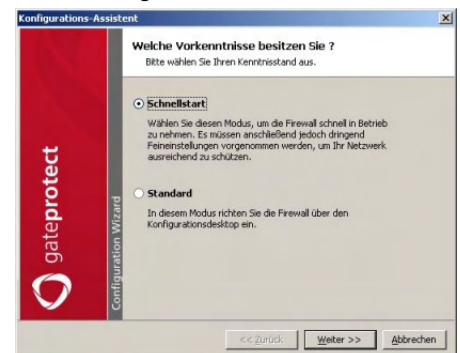 Konfigurations-Assistent
Welche Vorkenntnisse besitzen Sie ?
Bitte wählen Sie Ihren Kenntnisstand aus.
Schnellstart
Wählen Sie diesen Modus, um die Firewall schnell in Betrieb
zu nehmen. Es müssen anschließend jedoch dringend
Feineinstellungen vorgenommen werden, um Ihr Netzwerk
ausreichend zu schützen.
Standard
In diesem Modus richten Sie die Firewall über den
Konfigurationsdesktop ein.
gateprotect
Configuration Wizard
<< Zurück
Weiter >>
Abbrechen